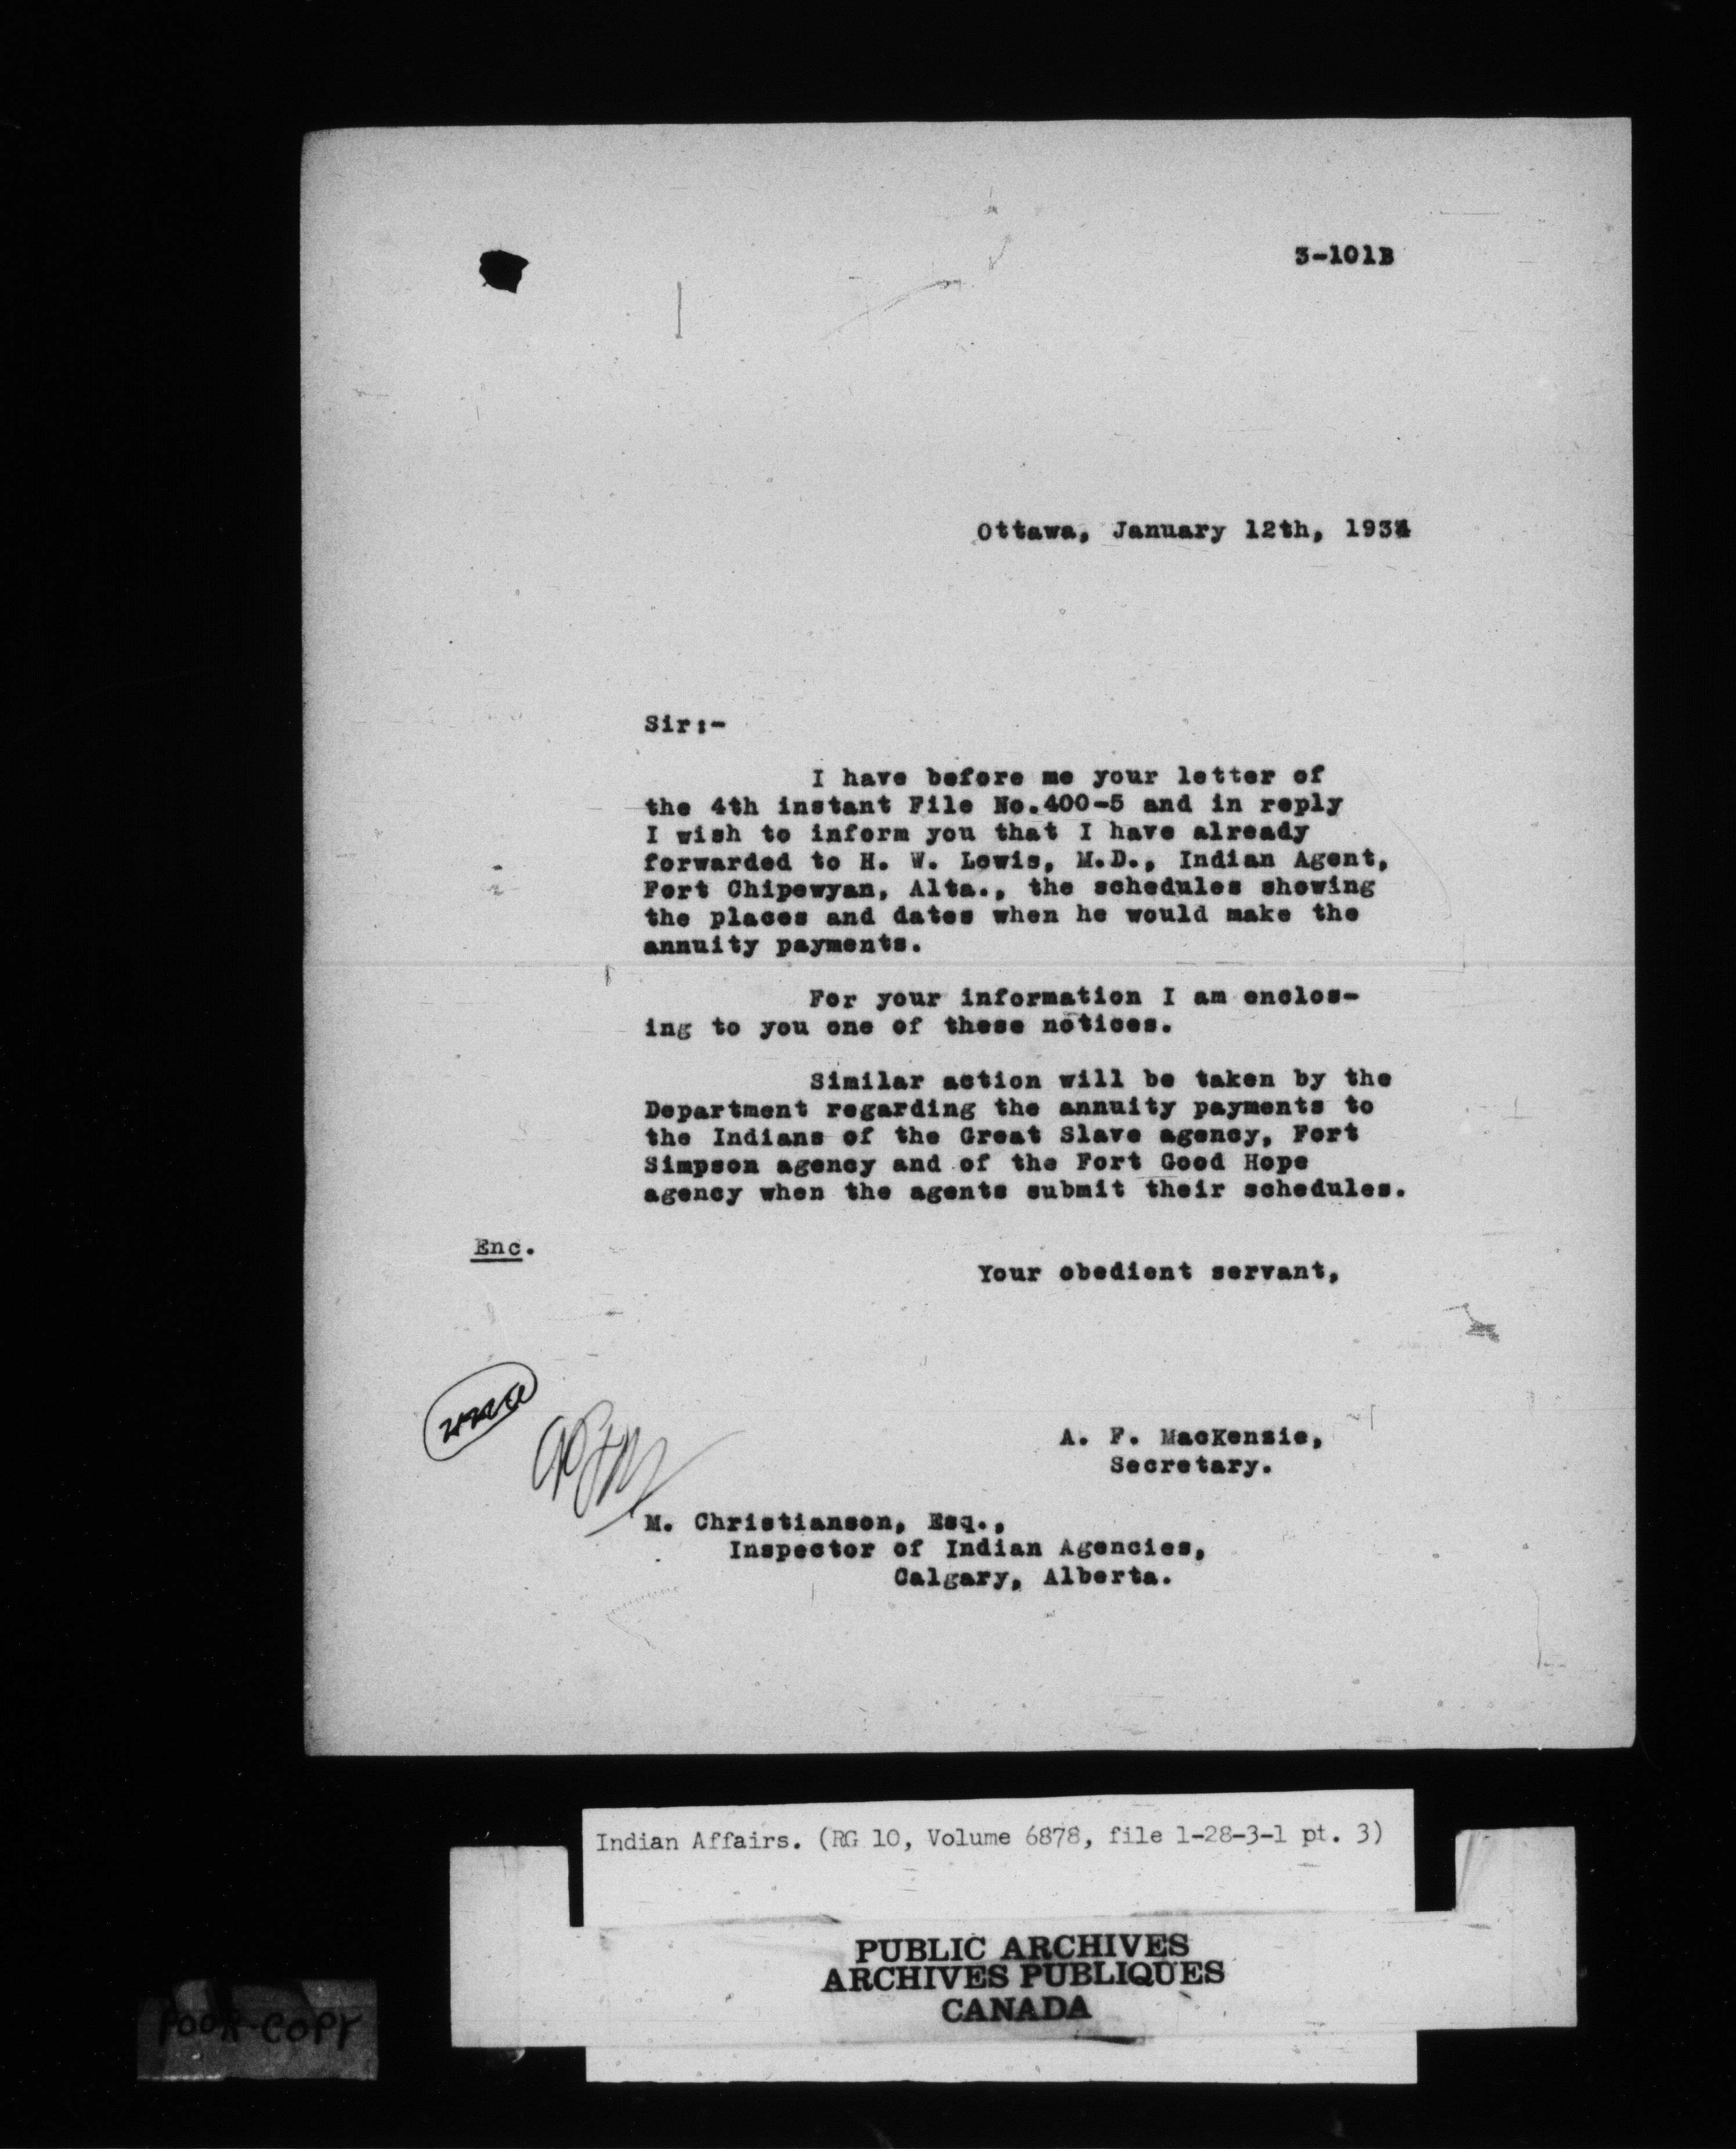 3-101B
Ottawa, January 12th, 1934
Sir:-
I have before me your letter of
the 4th instant File No.400-5 and in reply
I wish to inform you that I have already
forwarded to H. W. Lewis, M.D., Indian Agent,
Fort Chipewyan, Alta., the schedules showing
the places and dates when he would make the
annuity payments.
For your information I am enclos-
ing to you one of these notices.
Similar action will be taken by the
Department regarding the annuity payments to
the Indians of the Great Slave agency, Fort
Simpson agency and of the Fort Good Hope
agency when the agents submit their schedules.
Enc.
Your obedient servant,
A. F. MacKenzie,
Secretary.
M. Christianson, Esq.,
Inspector of Indian Agencies,
Calgary, Alberta.
Indian Affairs. (RG 10, Volume 6878, file 1-28-3-1 pt. 3)
PUBLIC ARCHIVES
ARCHIVES PUBLIQUES
CANADA
POOR COPY